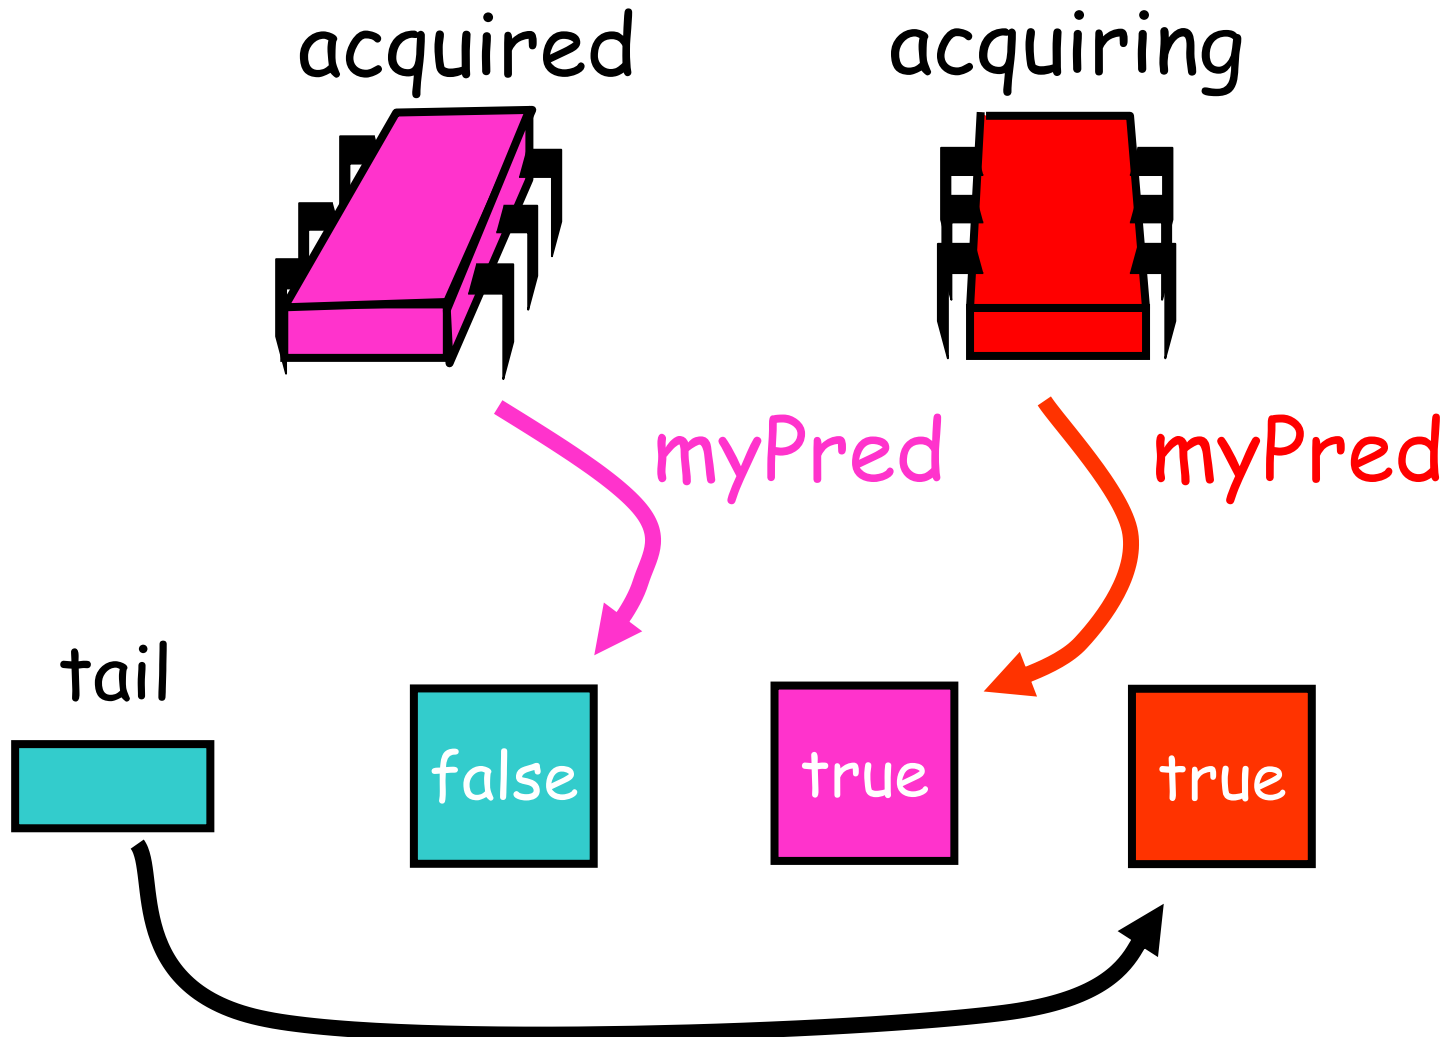 acquired
acquiring
myPred
myPred
tail
false
true
true